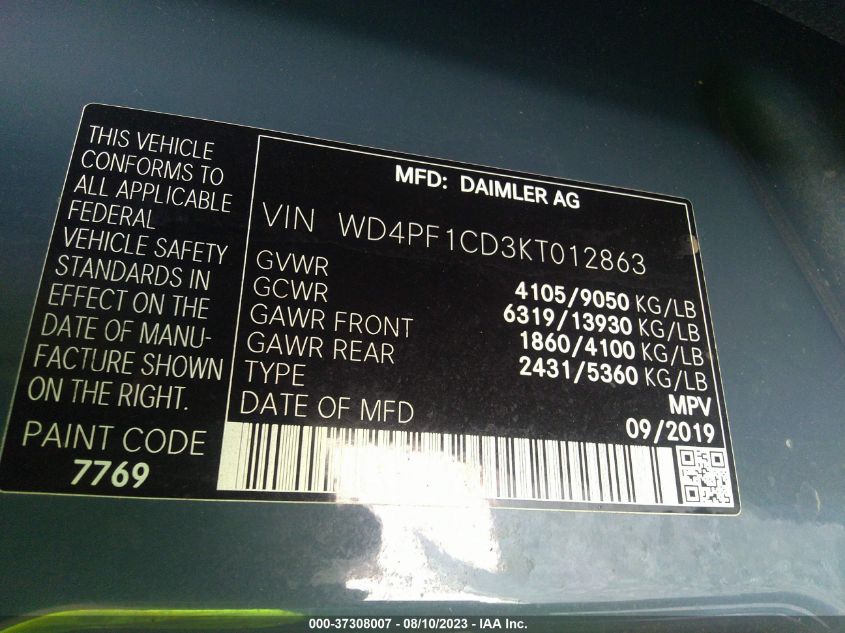 THIS VEHICLE
CONFORMS TO
ALL APPLICABLE
FEDERAL
VEHICLE SAFETY
STANDARDS IN
EFFECT ON THE
DATE OF MANU-
FACTURE SHOWN
ON THE RIGHT.
PAINT CODE
7769
MFD: DAIMLER AG
VIN WD4PF1CD3KT012863
GVWR 4105/9050 KG/LB
GCWR 6319/13930 KG/LB
GAWR FRONT 1860/4100 KG/LB
GAWR REAR 2431/5360 KG/LB
TYPE MPV
DATE OF MFD 09/2019
000-37308007 - 08/10/2023 - IAA Inc.